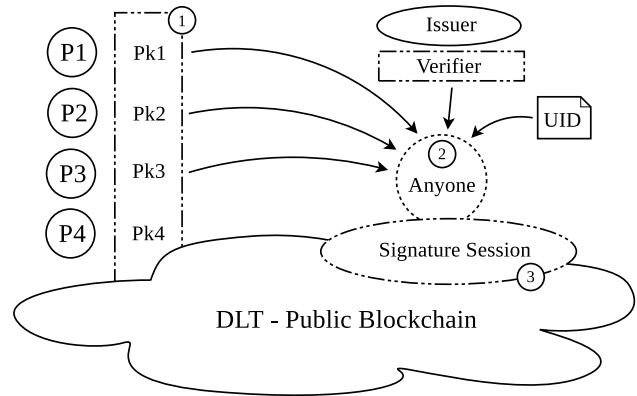 1
P1
Pk1
Issuer
Verifier
P2
Pk2
UID
2
P3
Pk3
Anyone
P4
Pk4
Signature Session
3
DLT - Public Blockchain